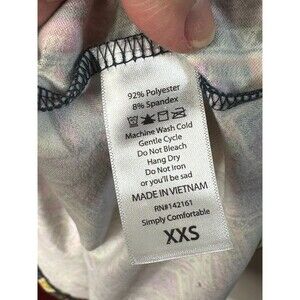 92% Polyester
8% Spandex
Machine Wash Cold
Gentle Cycle
Do Not Bleach
Hang Dry
Do Not Iron
or you'll be sad
MADE IN VIETNAM
RN#142161
Simply Comfortable
XXS